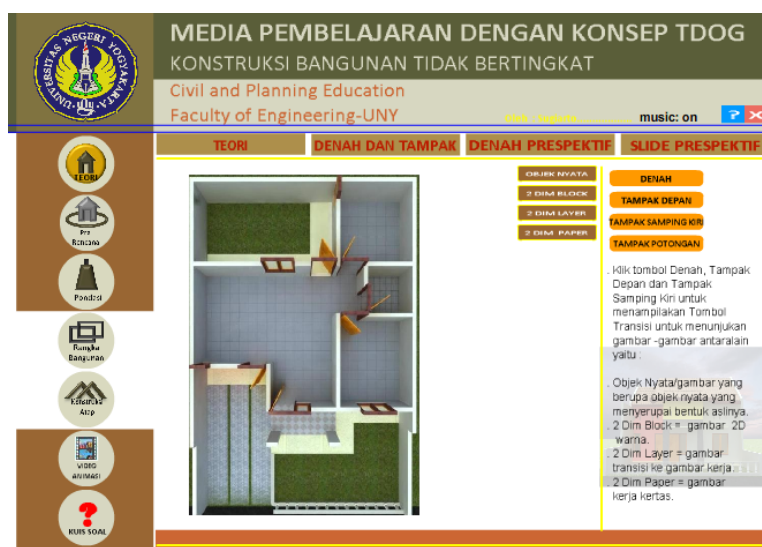 MEDIA PEMBELAJARAN DENGAN KONSEP TDOG
KONSTRUKSI BANGUNAN TIDAK BERTINGKAT
Civil and Planning Education
Faculty of Engineering-UNY
music: on
?
UNIVERSITAS NEGERI YOGYAKARTA
TEORI
DENAH DAN TAMPAK
DENAH PRESPEKTIF
SLIDE PRESPEKTIF
TEORI
Pra
Rencana
Pondasi
Rangka
Bangunan
Konstruksi
Atap
VIDEO
ANIMASI
KUIS SOAL
OBJEK NYATA
2 DIM BLOCK
2 DIM LAYER
2 DIM PAPER
DENAH
TAMPAK DEPAN
TAMPAK SAMPING KIRI
TAMPAK POTONGAN
. Klik tombol Denah, Tampak
Depan dan Tampak
Samping Kiri untuk
menampilakan Tombol
Transisi untuk menunjukan
gambar -gambar antaralain
yaitu :
. Objek Nyata/gambar yang
berupa objek nyata yang
menyerupai bentuk aslinya.
. 2 Dim Block = gambar 2D
warna.
. 2 Dim Layer = gambar
transisi ke gambar kerja.
. 2 Dim Paper = gambar
kerja kertas.